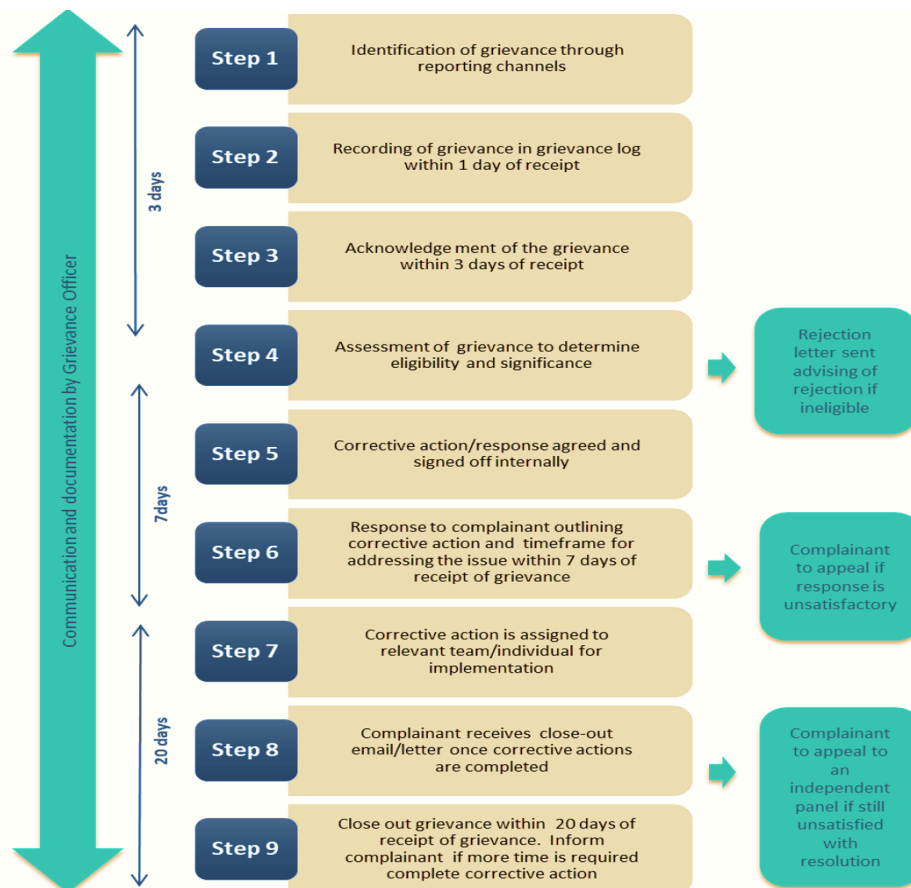 Communication and documentation by Grievance Officer
3 days
Step 1
Identification of grievance through
reporting channels
Step 2
Recording of grievance in grievance log
within 1 day of receipt
Step 3
Acknowledge ment of the grievance
within 3 days of receipt
Step 4
Assessment of grievance to determine
eligibility and significance
Rejection
letter sent
advising of
rejection if
ineligible
7days
Step 5
Corrective action/response agreed and
signed off internally
Step 6
Response to complainant outlining
corrective action and timeframe for
addressing the issue within 7 days of
receipt of grievance
Complainant
to appeal if
response is
unsatisfactory
20 days
Step 7
Corrective action is assigned to
relevant team/individual for
implementation
Step 8
Complainant receives close-out
email/letter once corrective actions
are completed
Complainant
to appeal to
an
independent
panel if still
unsatisfied
with
resolution
Step 9
Close out grievance within 20 days of
receipt of grievance. Inform
complainant if more time is required
complete corrective action